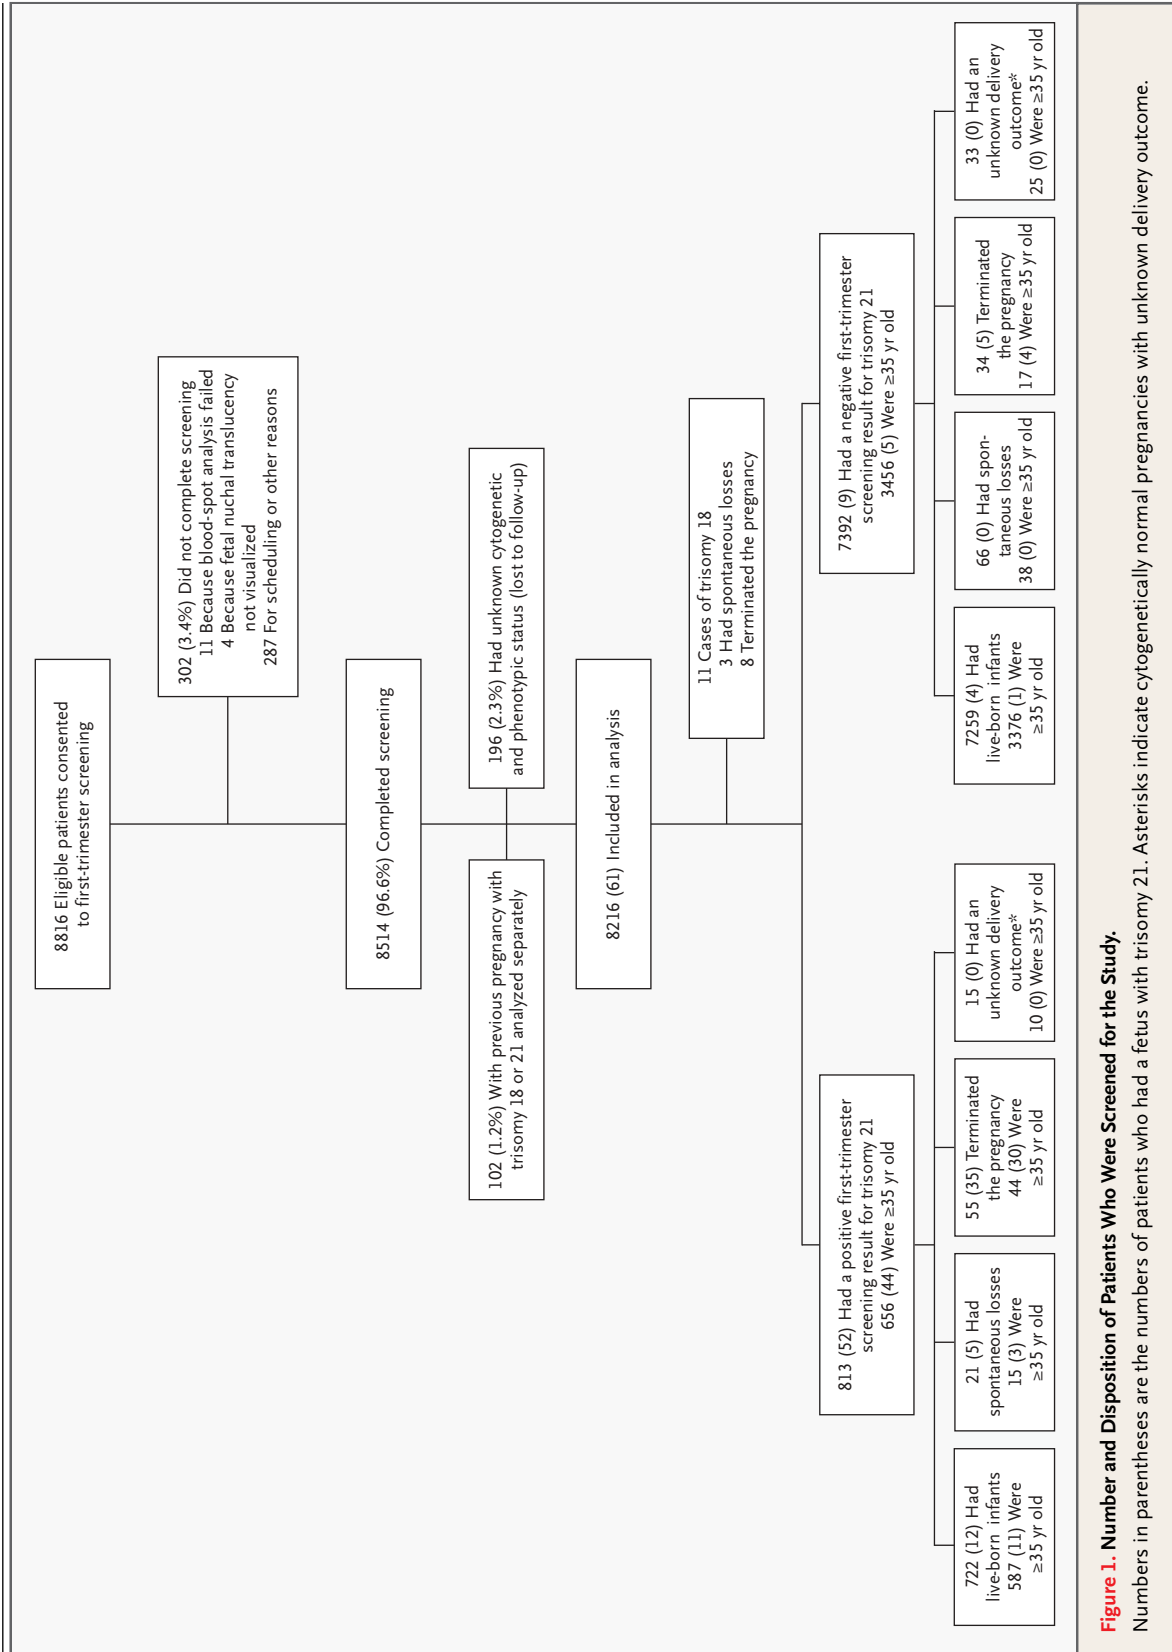 8816 Eligible patients consented
to first-trimester screening
302 (3.4%) Did not complete screening
11 Because blood-spot analysis failed
4 Because fetal nuchal translucency
not visualized
287 For scheduling or other reasons
8514 (96.6%) Completed screening
102 (1.2%) With previous pregnancy with
trisomy 18 or 21 analyzed separately
196 (2.3%) Had unknown cytogenetic
and phenotypic status (lost to follow-up)
8216 (61) Included in analysis
11 Cases of trisomy 18
3 Had spontaneous losses
8 Terminated the pregnancy
813 (52) Had a positive first-trimester
screening result for trisomy 21
656 (44) Were ≥35 yr old
7392 (9) Had a negative first-trimester
screening result for trisomy 21
3456 (5) Were ≥35 yr old
722 (12) Had
live-born infants
587 (11) Were
≥35 yr old
21 (5) Had
spontaneous losses
15 (3) Were
≥35 yr old
55 (35) Terminated
the pregnancy
44 (30) Were
≥35 yr old
15 (0) Had an
unknown delivery
outcome*
10 (0) Were ≥35 yr old
7259 (4) Had
live-born infants
3376 (1) Were
≥35 yr old
66 (0) Had spon-
taneous losses
38 (0) Were ≥35 yr old
34 (5) Terminated
the pregnancy
17 (4) Were ≥35 yr old
33 (0) Had an
unknown delivery
outcome*
25 (0) Were ≥35 yr old
Figure 1. Number and Disposition of Patients Who Were Screened for the Study.
Numbers in parentheses are the numbers of patients who had a fetus with trisomy 21. Asterisks indicate cytogenetically normal pregnancies with unknown delivery outcome.